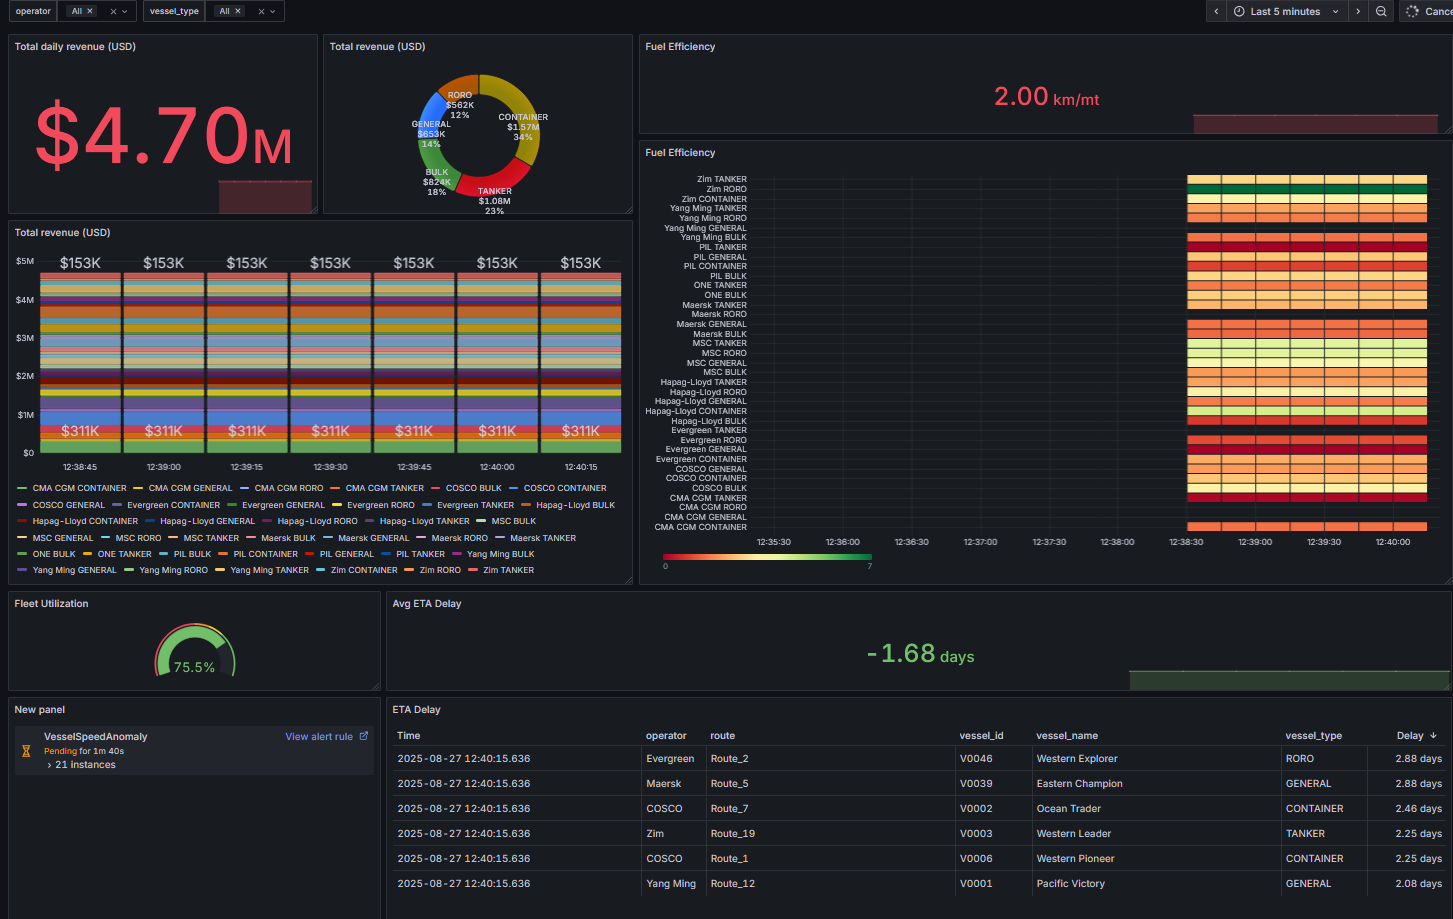 operator All × × vessel_type All × × Last 5 minutes Cance
Total daily revenue (USD)
$4.70M
Total revenue (USD)
RORO
$562K
12%
CONTAINER
$1.57M
34%
GENERAL
$653K
14%
BULK
$824K
18%
TANKER
$1.08M
23%
Fuel Efficiency
2.00 km/mt
Total revenue (USD)
$5M
$4M
$3M
$2M
$1M
$0
$153K $153K $153K $153K $153K $153K $153K
$311K $311K $311K $311K $311K $311K $311K
12:38:45 12:39:00 12:39:15 12:39:30 12:39:45 12:40:00 12:40:15
CMA CGM CONTAINER CMA CGM GENERAL CMA CGM RORO CMA CGM TANKER COSCO BULK COSCO CONTAINER
COSCO GENERAL Evergreen CONTAINER Evergreen GENERAL Evergreen RORO Evergreen TANKER Hapag-Lloyd BULK
Hapag-Lloyd CONTAINER Hapag-Lloyd GENERAL Hapag-Lloyd RORO Hapag-Lloyd TANKER MSC BULK
MSC GENERAL MSC RORO MSC TANKER Maersk BULK Maersk GENERAL Maersk RORO Maersk TANKER
ONE BULK ONE TANKER PIL BULK PIL CONTAINER PIL GENERAL PIL TANKER Yang Ming BULK
Yang Ming GENERAL Yang Ming RORO Yang Ming TANKER Zim CONTAINER Zim RORO Zim TANKER
Fuel Efficiency
Zim TANKER
Zim RORO
Zim CONTAINER
Yang Ming TANKER
Yang Ming RORO
Yang Ming GENERAL
Yang Ming BULK
PIL TANKER
PIL GENERAL
PIL CONTAINER
PIL BULK
ONE TANKER
ONE BULK
Maersk TANKER
Maersk RORO
Maersk GENERAL
Maersk BULK
MSC TANKER
MSC RORO
MSC GENERAL
MSC BULK
Hapag-Lloyd TANKER
Hapag-Lloyd RORO
Hapag-Lloyd GENERAL
Hapag-Lloyd CONTAINER
Hapag-Lloyd BULK
Evergreen TANKER
Evergreen RORO
Evergreen GENERAL
Evergreen CONTAINER
COSCO GENERAL
COSCO CONTAINER
COSCO BULK
CMA CGM TANKER
CMA CGM RORO
CMA CGM GENERAL
CMA CGM CONTAINER
12:35:30 12:36:00 12:36:30 12:37:00 12:37:30 12:38:00 12:38:30 12:39:00 12:39:30 12:40:00
0 7
Fleet Utilization
75.5%
Avg ETA Delay
-1.68 days
New panel
VesselSpeedAnomaly View alert rule
Pending for 1m 40s
21 instances
ETA Delay
Time operator route vessel_id vessel_name vessel_type Delay
2025-08-27 12:40:15.636 Evergreen Route_2 V0046 Western Explorer RORO 2.88 days
2025-08-27 12:40:15.636 Maersk Route_5 V0039 Eastern Champion GENERAL 2.88 days
2025-08-27 12:40:15.636 COSCO Route_7 V0002 Ocean Trader CONTAINER 2.46 days
2025-08-27 12:40:15.636 Zim Route_19 V0003 Western Leader TANKER 2.25 days
2025-08-27 12:40:15.636 COSCO Route_1 V0006 Western Pioneer CONTAINER 2.25 days
2025-08-27 12:40:15.636 Yang Ming Route_12 V0001 Pacific Victory GENERAL 2.08 days